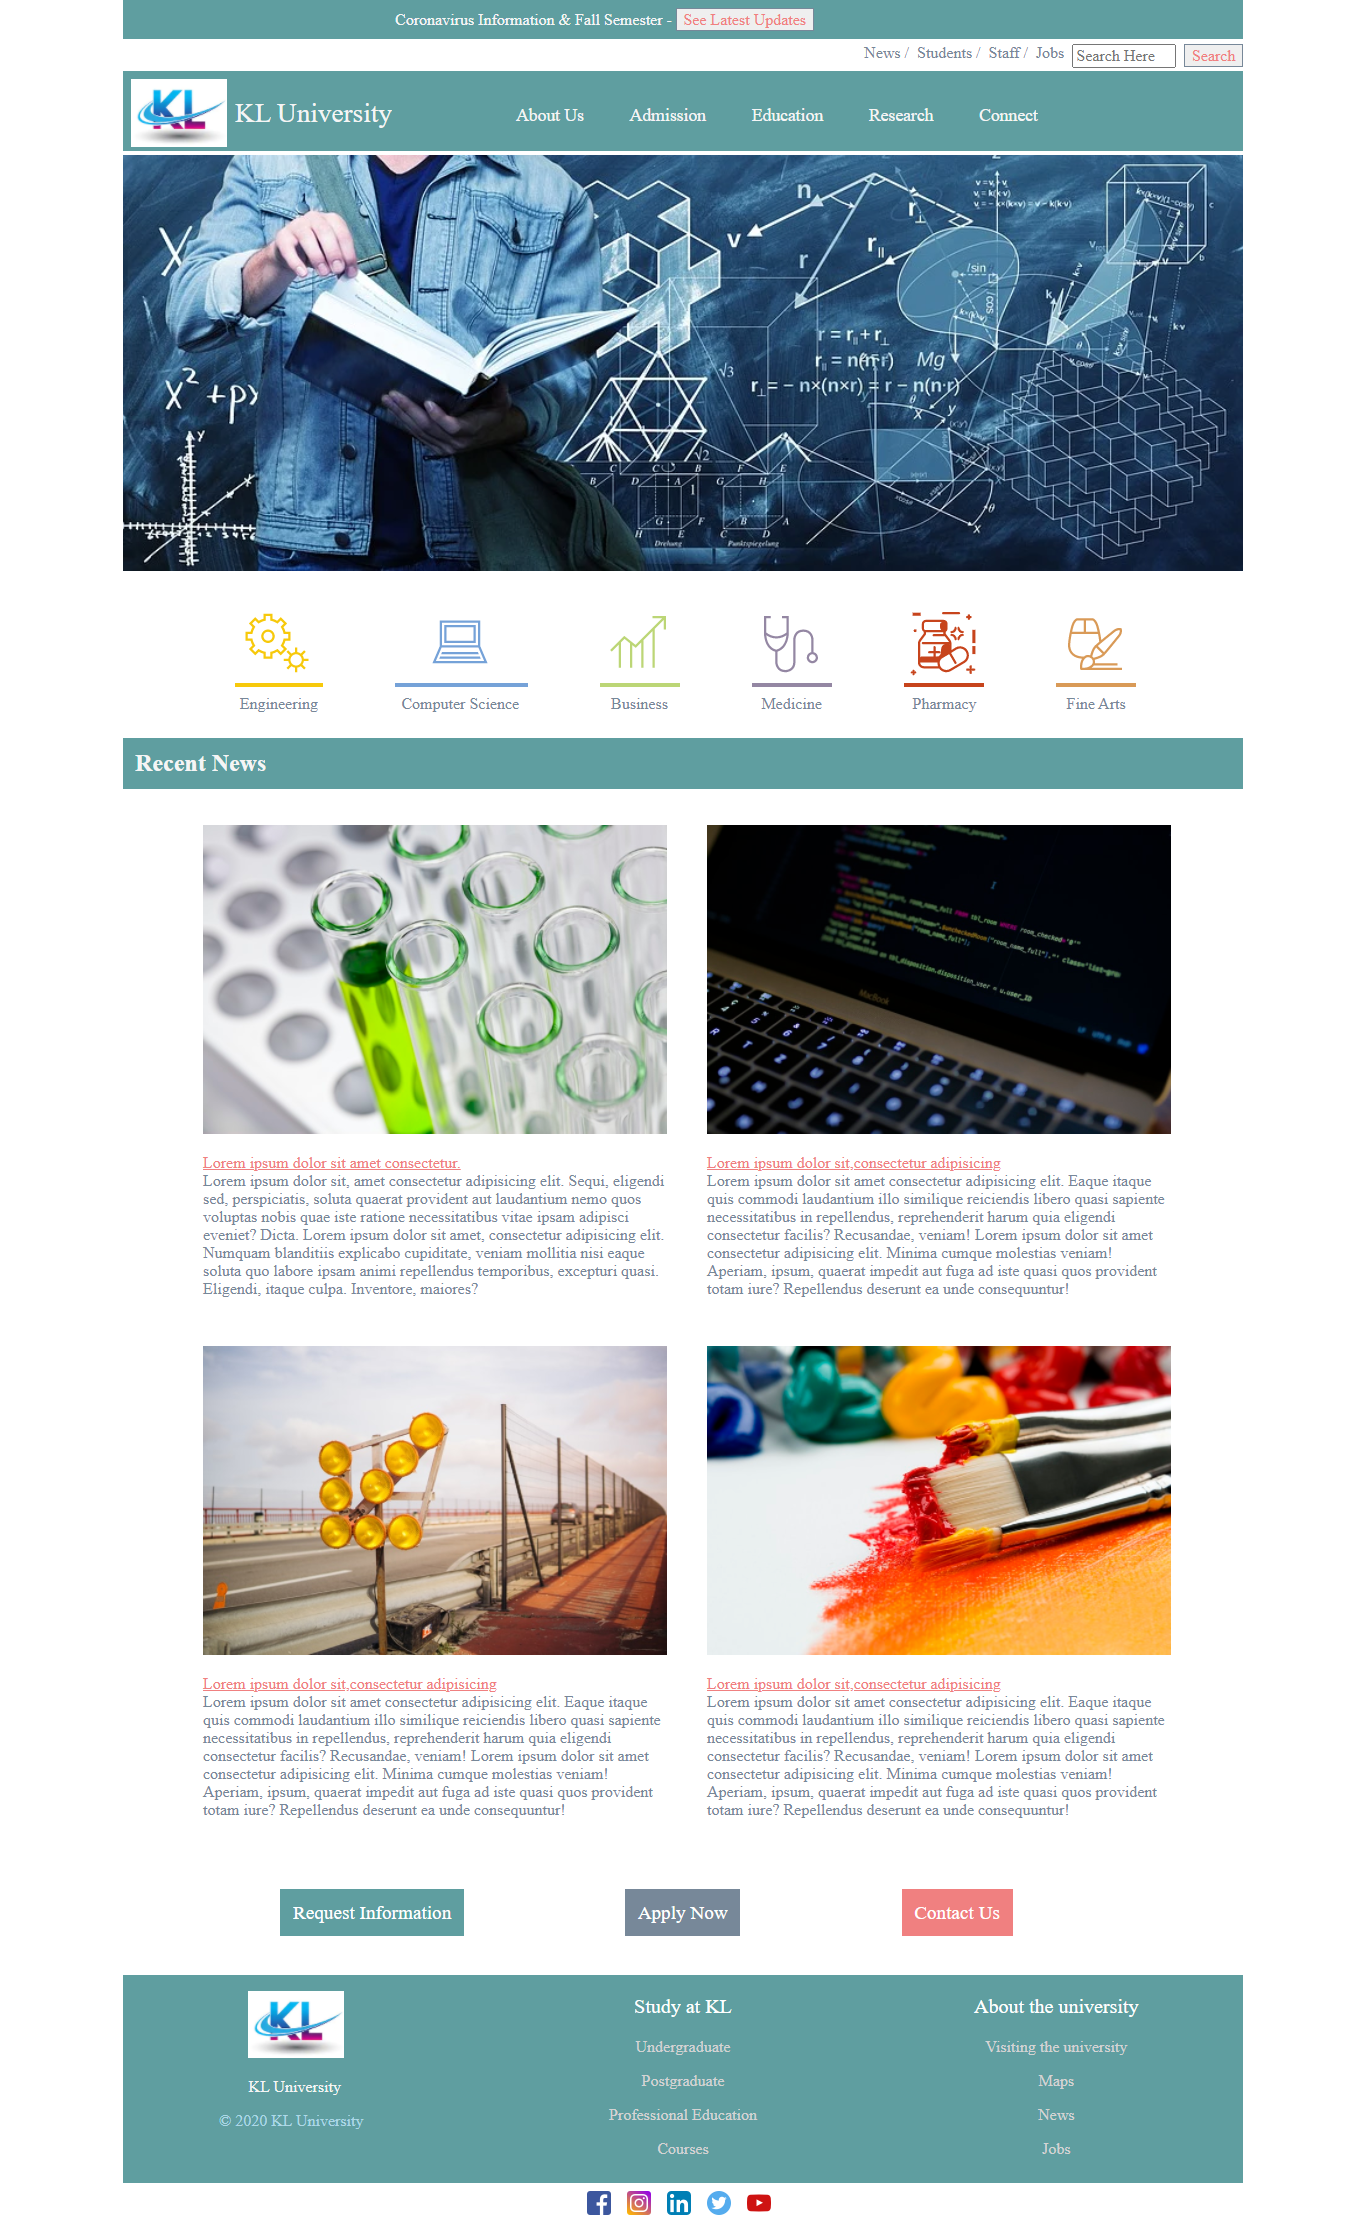 Coronavirus Information & Fall Semester - See Latest Updates
News / Students / Staff / Jobs Search Here Search
KL KL University About Us Admission Education Research Connect
Engineering Computer Science Business Medicine Pharmacy Fine Arts
Recent News
Lorem ipsum dolor sit amet consectetur.
Lorem ipsum dolor sit, amet consectetur adipisicing elit. Sequi, eligendi
sed, perspiciatis, soluta quaerat provident aut laudantium nemo quos
voluptas nobis quae iste ratione necessitatibus vitae ipsam adipisci
eveniet? Dicta. Lorem ipsum dolor sit amet, consectetur adipisicing elit.
Numquam blanditiis explicabo cupiditate, veniam mollitia nisi eaque
soluta quo labore ipsam animi repellendus temporibus, excepturi quasi.
Eligendi, itaque culpa. Inventore, maiores?
Lorem ipsum dolor sit,consectetur adipisicing
Lorem ipsum dolor sit amet consectetur adipisicing elit. Eaque itaque
quis commodi laudantium illo similique reiciendis libero quasi sapiente
necessitatibus in repellendus, reprehenderit harum quia eligendi
consectetur facilis? Recusandae, veniam! Lorem ipsum dolor sit amet
consectetur adipisicing elit. Minima cumque molestias veniam!
Aperiam, ipsum, quaerat impedit aut fuga ad iste quasi quos provident
totam iure? Repellendus deserunt ea unde consequuntur!
Lorem ipsum dolor sit,consectetur adipisicing
Lorem ipsum dolor sit amet consectetur adipisicing elit. Eaque itaque
quis commodi laudantium illo similique reiciendis libero quasi sapiente
necessitatibus in repellendus, reprehenderit harum quia eligendi
consectetur facilis? Recusandae, veniam! Lorem ipsum dolor sit amet
consectetur adipisicing elit. Minima cumque molestias veniam!
Aperiam, ipsum, quaerat impedit aut fuga ad iste quasi quos provident
totam iure? Repellendus deserunt ea unde consequuntur!
Lorem ipsum dolor sit,consectetur adipisicing
Lorem ipsum dolor sit amet consectetur adipisicing elit. Eaque itaque
quis commodi laudantium illo similique reiciendis libero quasi sapiente
necessitatibus in repellendus, reprehenderit harum quia eligendi
consectetur facilis? Recusandae, veniam! Lorem ipsum dolor sit amet
consectetur adipisicing elit. Minima cumque molestias veniam!
Aperiam, ipsum, quaerat impedit aut fuga ad iste quasi quos provident
totam iure? Repellendus deserunt ea unde consequuntur!
Request Information Apply Now Contact Us
KL
KL University
© 2020 KL University
Study at KL
Undergraduate
Postgraduate
Professional Education
Courses
About the university
Visiting the university
Maps
News
Jobs